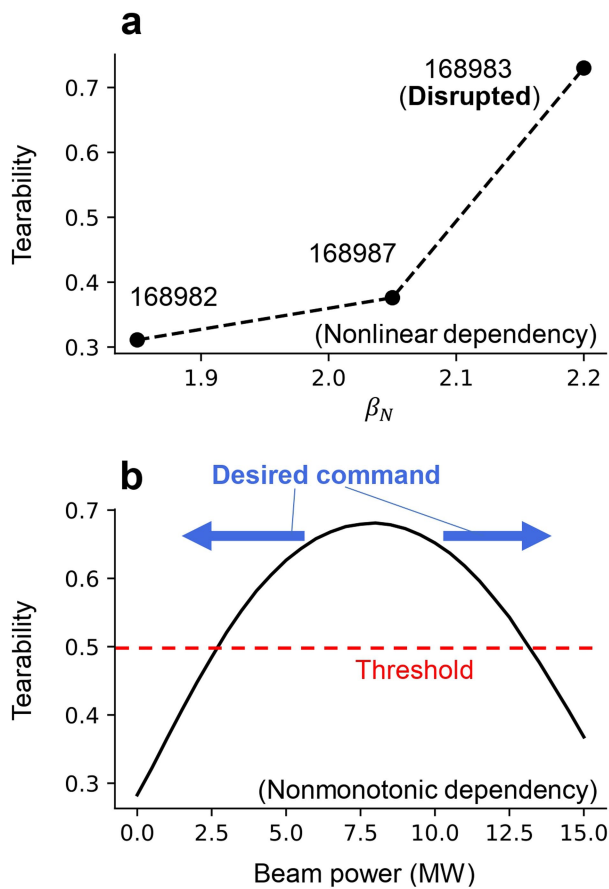 a
168983
(Disrupted)
0.7
0.6
0.5
0.4
0.3
Tearability
168987
168982
(Nonlinear dependency)
1.9 2.0 2.1 2.2
β_N
b
Desired command
0.7
0.6
0.5
0.4
0.3
Tearability
Threshold
(Nonmonotonic dependency)
0.0 2.5 5.0 7.5 10.0 12.5 15.0
Beam power (MW)